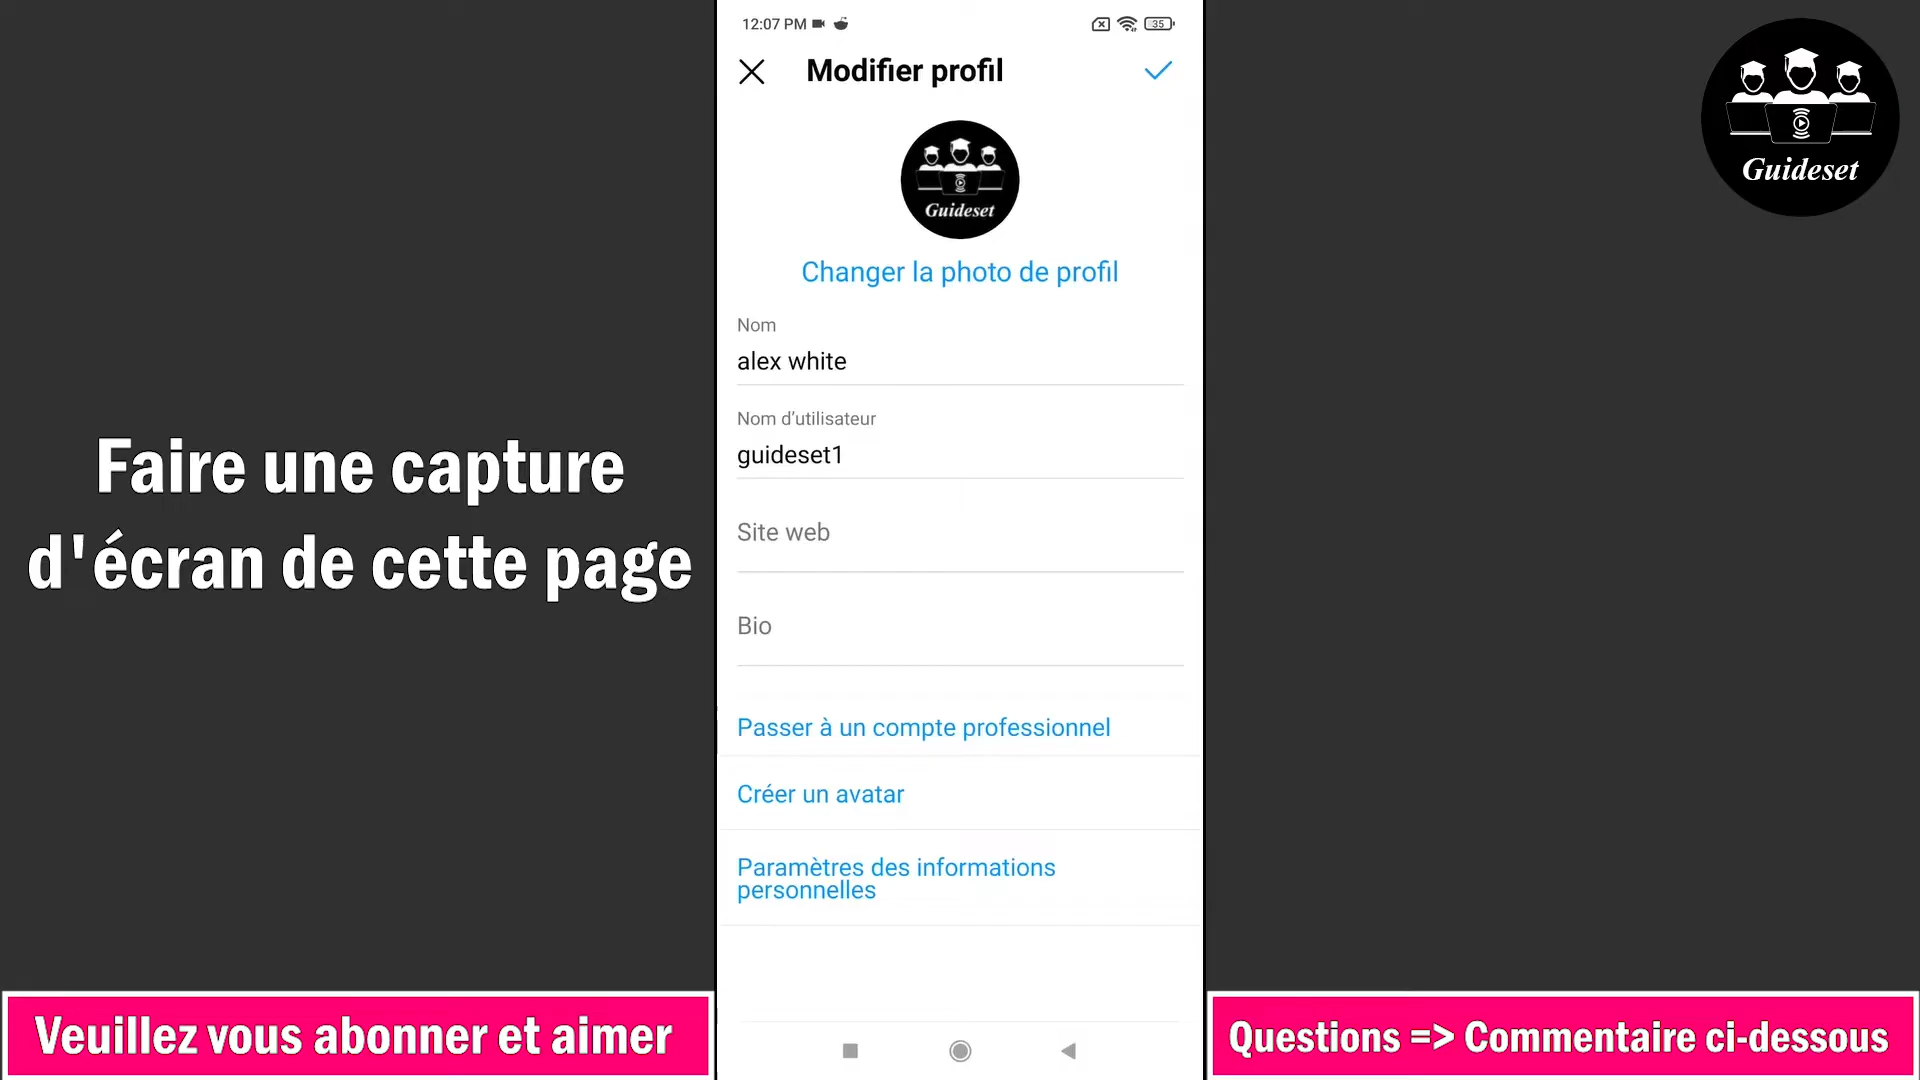 12:07 PM
35
Modifier profil
Guideset
Guideset
Changer la photo de profil
Nom
alex white
Nom d’utilisateur
guideset1
Site web
Bio
Passer à un compte professionnel
Créer un avatar
Paramètres des informations
personnelles
Faire une capture
d'écran de cette page
Veuillez vous abonner et aimer
Questions => Commentaire ci-dessous